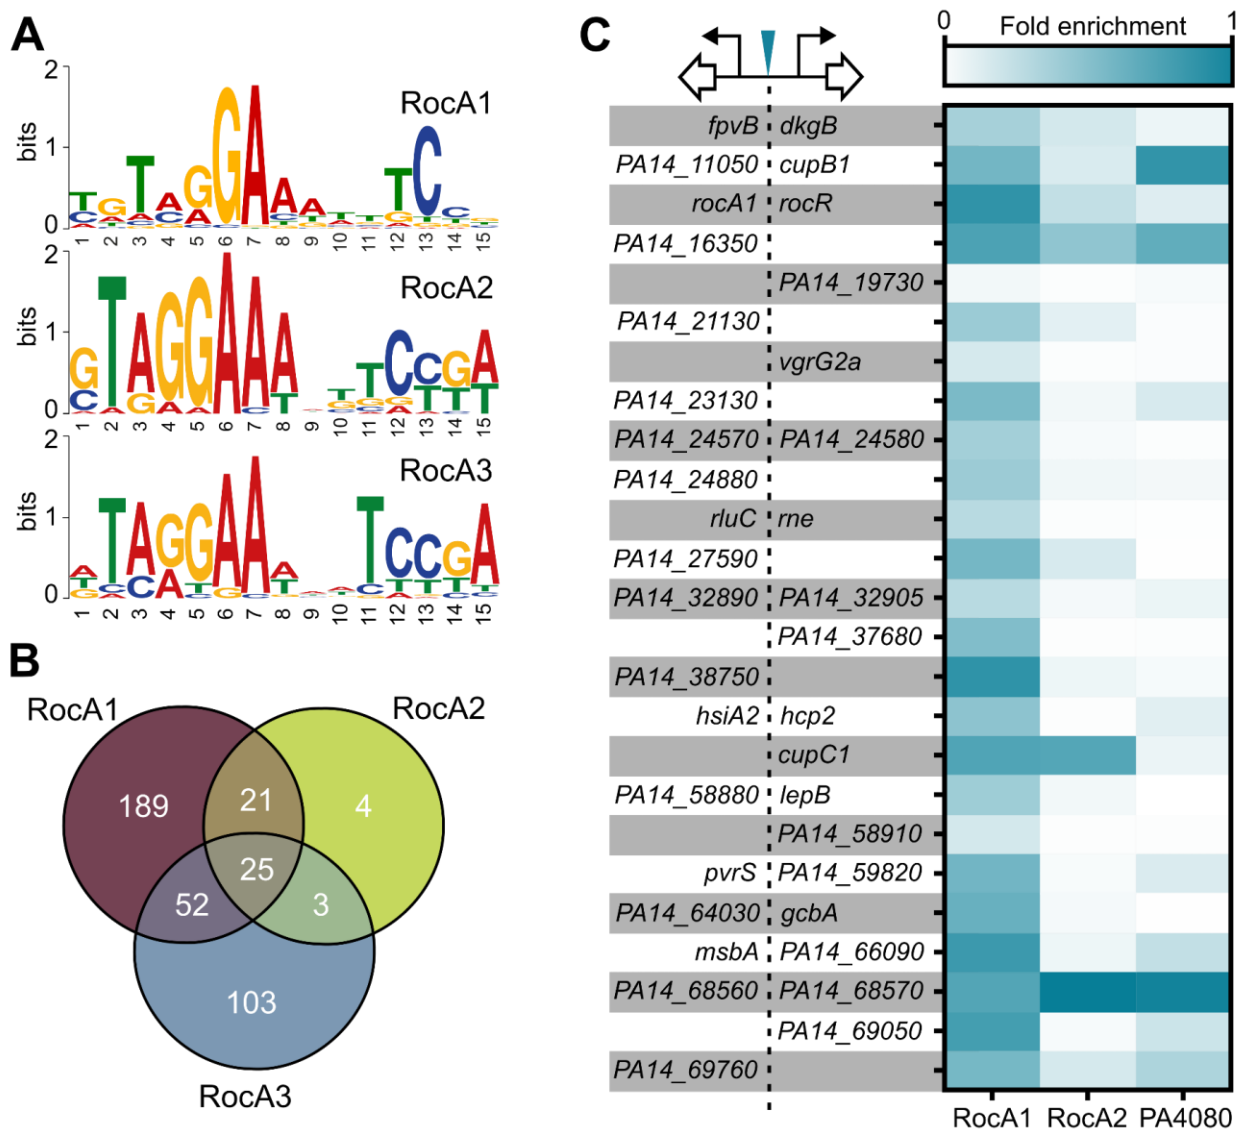 A
2
1
0
bits
RocA1
1 2 3 4 5 6 7 8 9 10 11 12 13 14 15
2
1
0
bits
RocA2
1 2 3 4 5 6 7 8 9 10 11 12 13 14 15
2
1
0
bits
RocA3
1 2 3 4 5 6 7 8 9 10 11 12 13 14 15
B
RocA1
RocA2
189
21
4
25
52
3
103
RocA3
C
0 Fold enrichment 1
fpvB dkgB
PA14_11050 cupB1
rocA1 rocR
PA14_16350
PA14_19730
PA14_21130
vgrG2a
PA14_23130
PA14_24570 PA14_24580
PA14_24880
rluC rne
PA14_27590
PA14_32890 PA14_32905
PA14_37680
PA14_38750
hsiA2 hcp2
cupC1
PA14_58880 lepB
PA14_58910
pvrS PA14_59820
PA14_64030 gcbA
msbA PA14_66090
PA14_68560 PA14_68570
PA14_69050
PA14_69760
RocA1 RocA2 PA4080